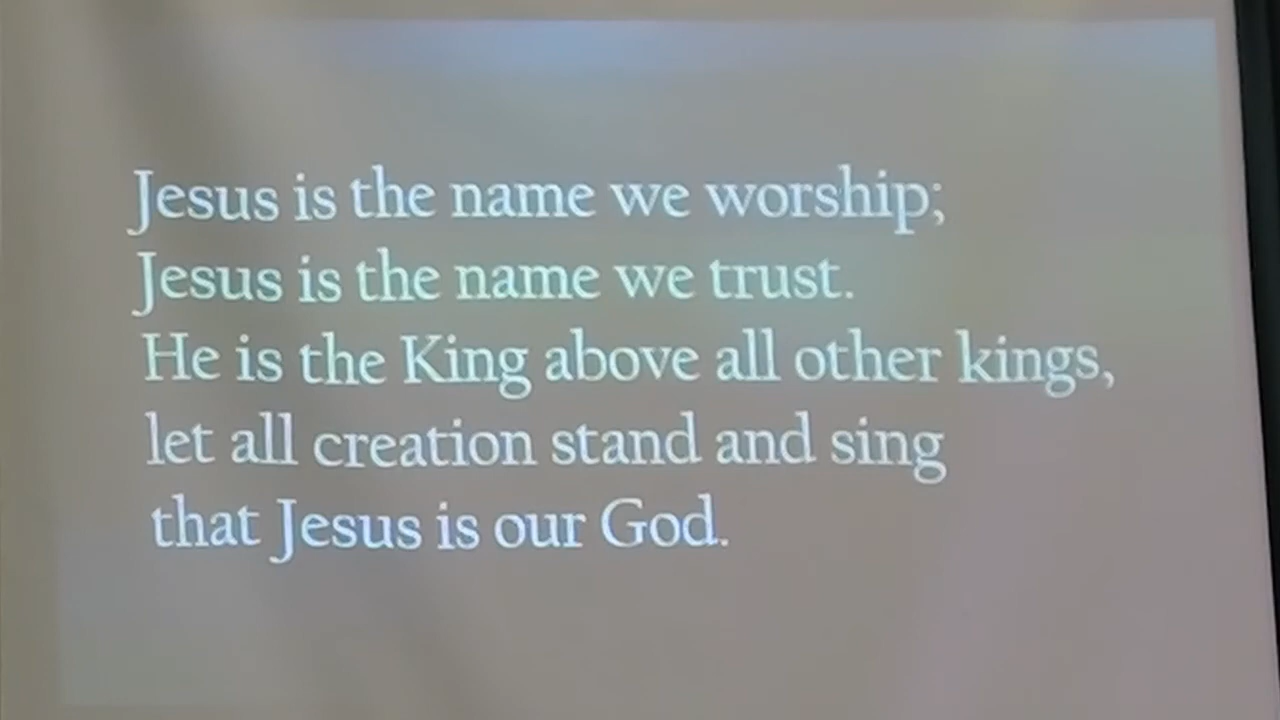 Jesus is the name we worship;
Jesus is the name we trust.
He is the King above all other kings,
let all creation stand and sing
that Jesus is our God.